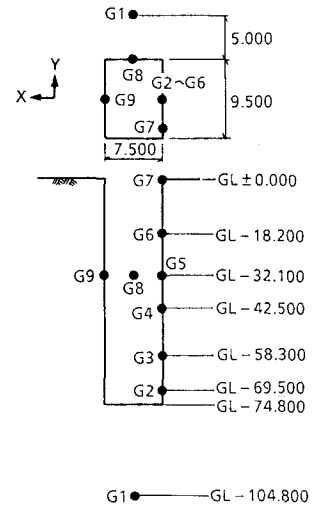 G1
5.000
Y
X
G8
G2~G6
G9
9.500
G7
7.500
G7 GL±0.000
G6 GL-18.200
G5
G9 G8 GL-32.100
G4 GL-42.500
G3 GL-58.300
G2 GL-69.500
GL-74.800
G1 GL-104.800